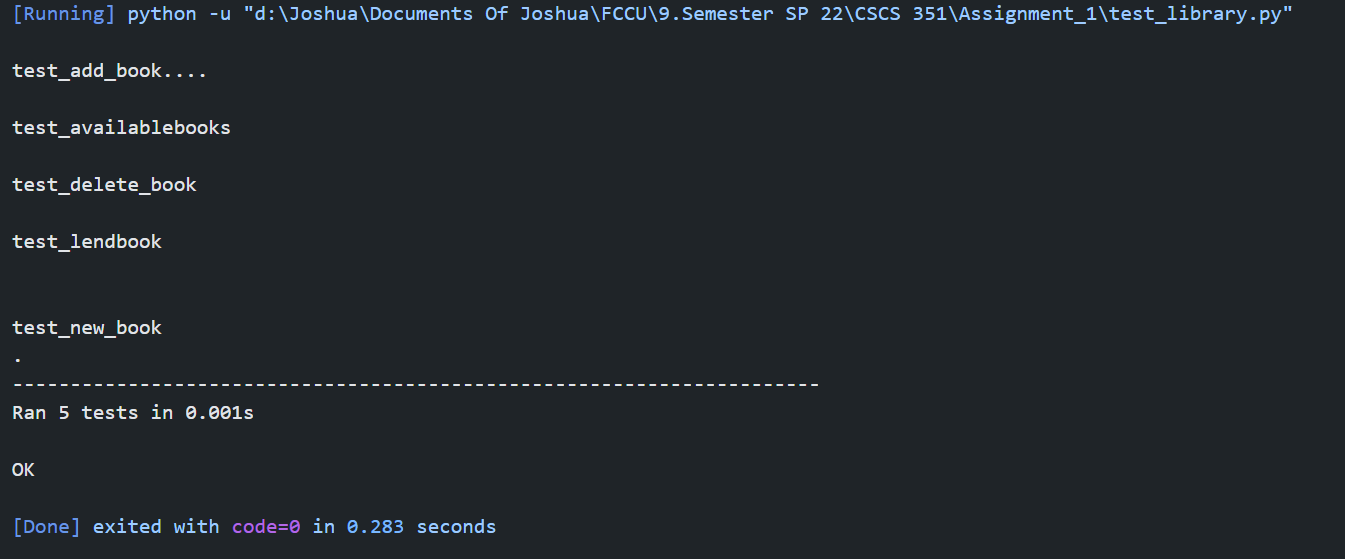 [Running] python -u "d:\Joshua\Documents Of Joshua\FCCU\9.Semester SP 22\CSCS 351\Assignment_1\test_library.py"
test_add_book....
test_availablebooks
test_delete_book
test_lendbook
test_new_book
.
----------------------------------------------------------------------
Ran 5 tests in 0.001s
OK
[Done] exited with code=0 in 0.283 seconds